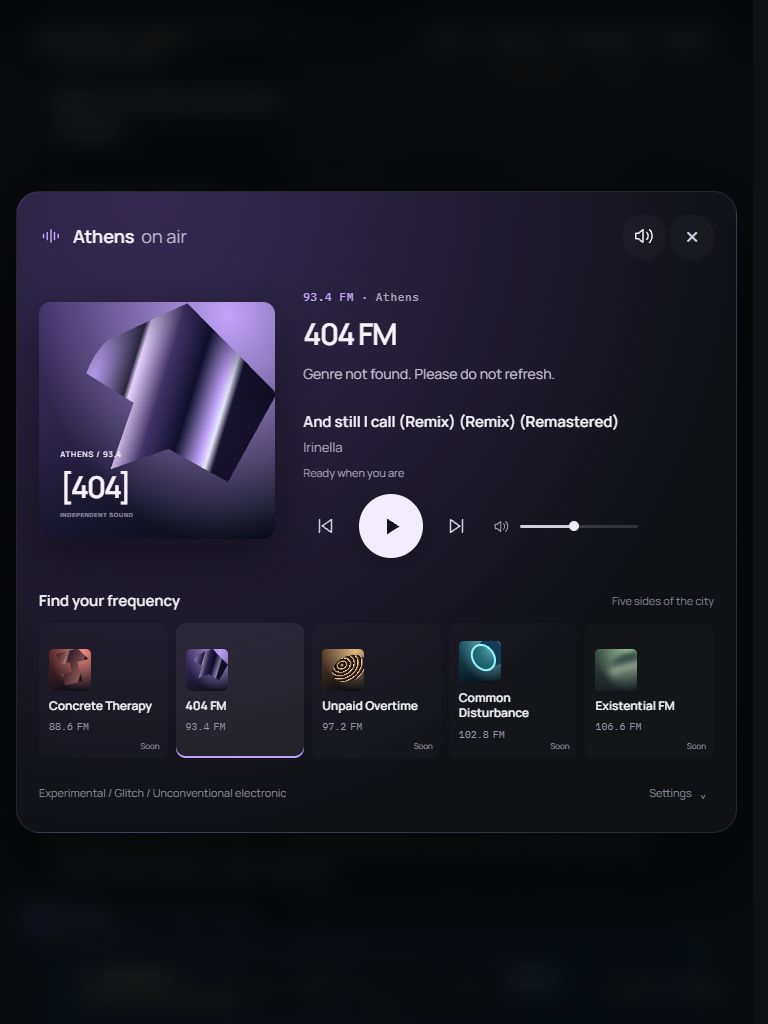 Athens on air
93.4 FM · Athens
404 FM
Genre not found. Please do not refresh.
And still I call (Remix) (Remix) (Remastered)
Irinella
Ready when you are
ATHENS / 93.4
[404]
INDEPENDENT SOUND
Find your frequency
Five sides of the city
Concrete Therapy
88.6 FM
Soon
404 FM
93.4 FM
Unpaid Overtime
97.2 FM
Soon
Common
Disturbance
102.8 FM
Soon
Existential FM
106.6 FM
Soon
Experimental / Glitch / Unconventional electronic
Settings